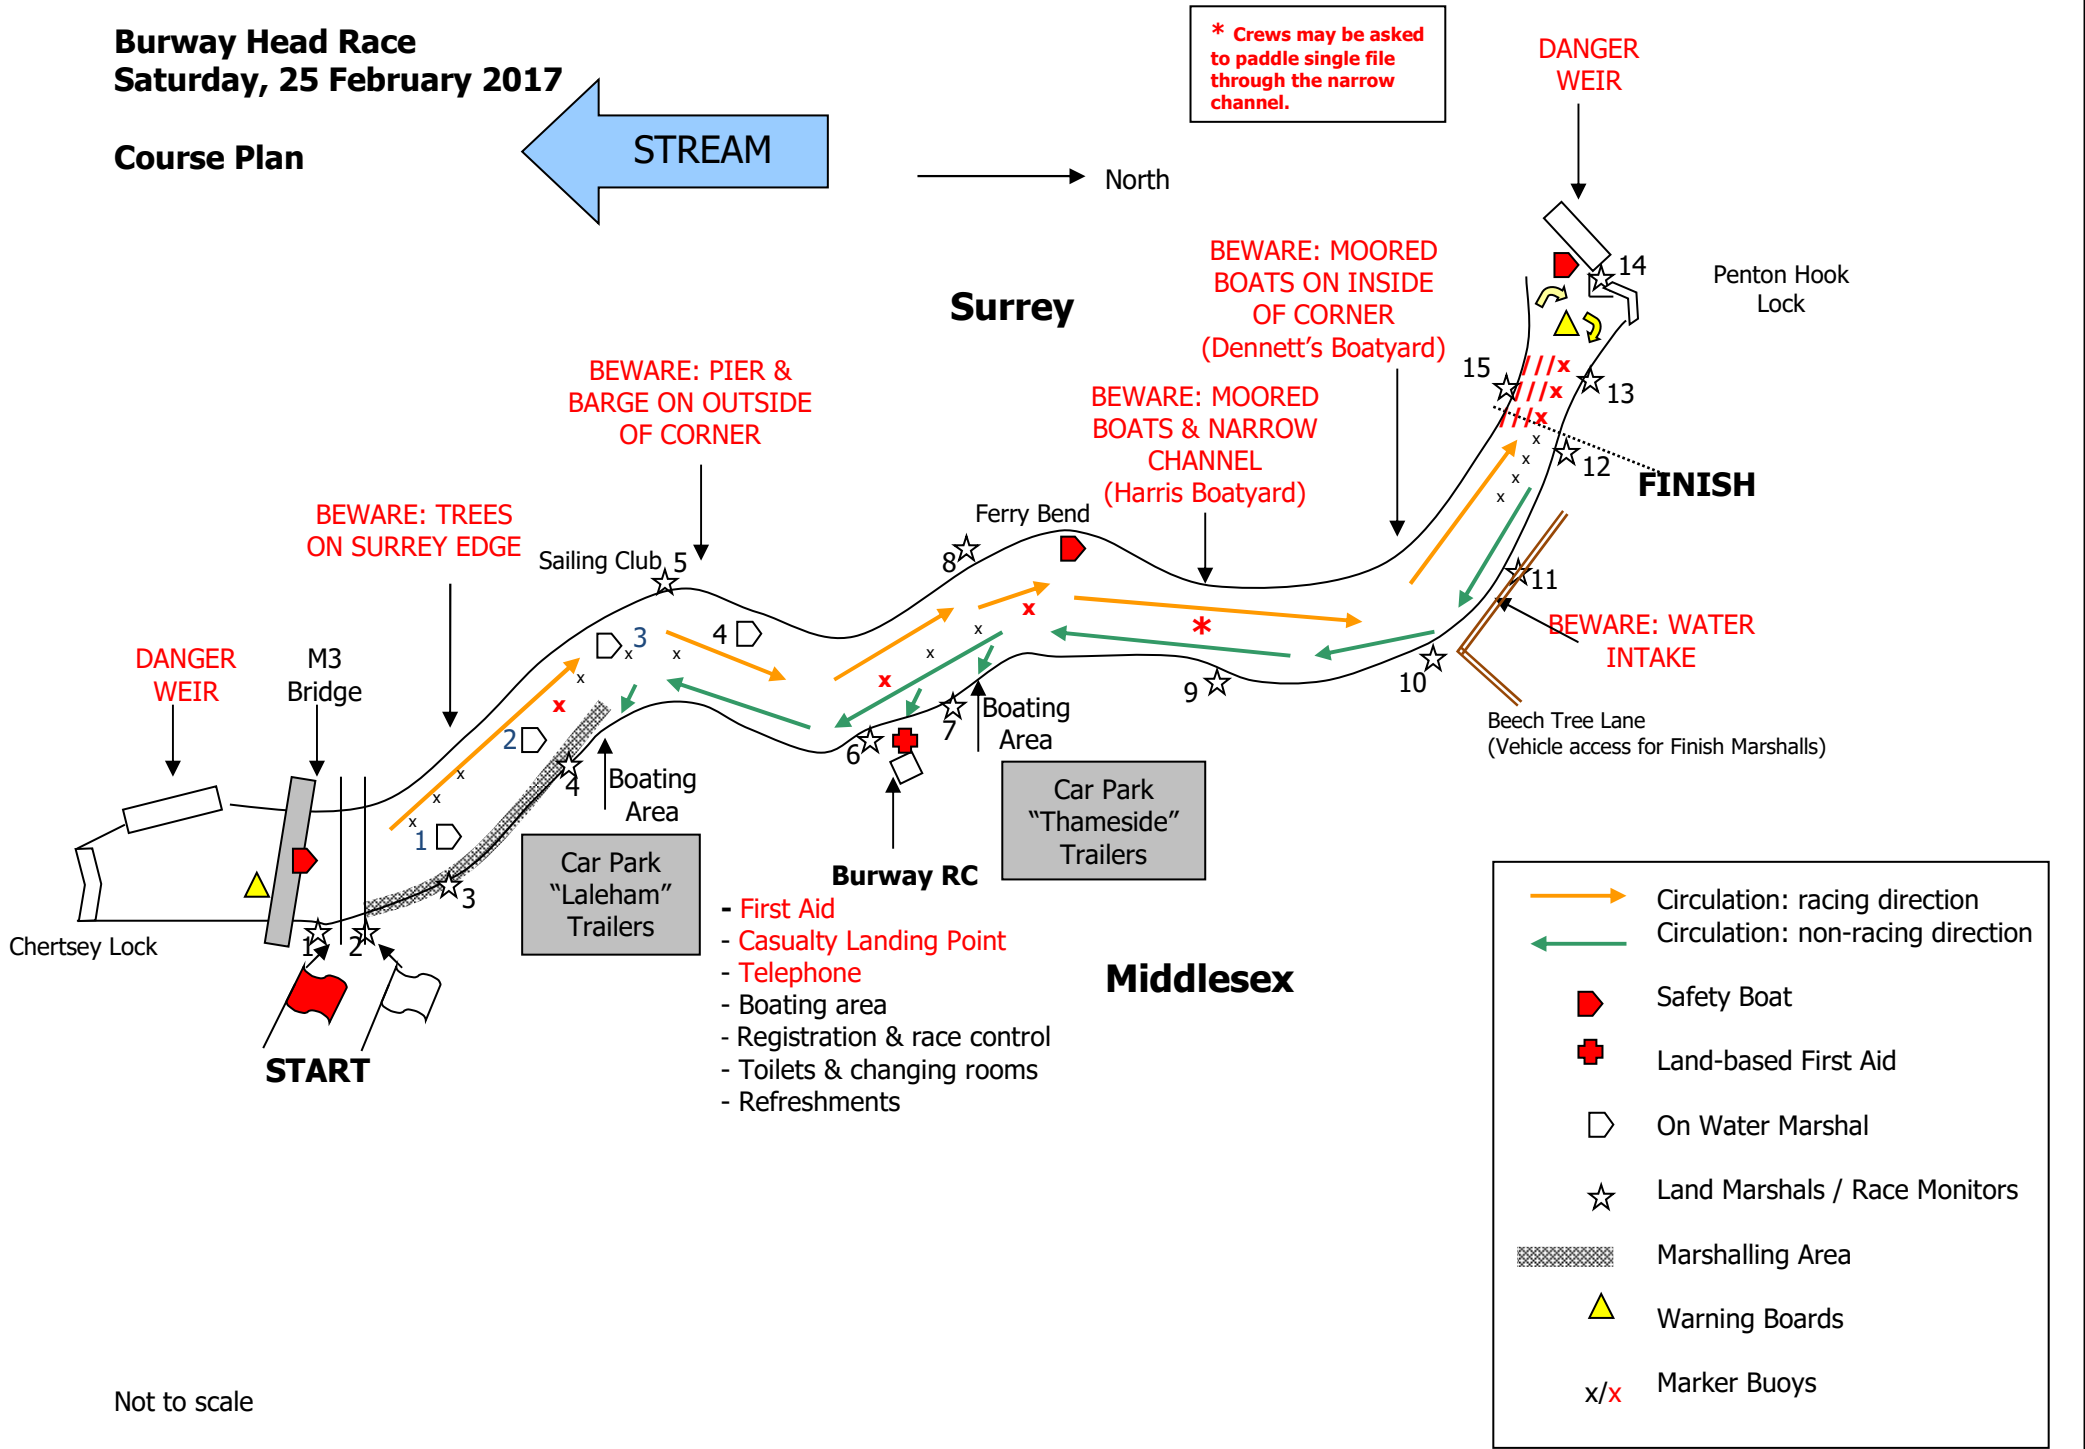 Burway Head Race
Saturday, 25 February 2017
Course Plan
STREAM
North
* Crews may be asked
to paddle single file
through the narrow
channel.
DANGER
WEIR
Surrey
BEWARE: MOORED
BOATS ON INSIDE
OF CORNER
(Dennett's Boatyard)
14
Penton Hook
Lock
BEWARE: PIER &
BARGE ON OUTSIDE
OF CORNER
BEWARE: MOORED
BOATS & NARROW
CHANNEL
(Harris Boatyard)
15
///x
///x
///x
13
x
x
x
x
12
FINISH
BEWARE: TREES
ON SURREY EDGE
Sailing Club
5
Ferry Bend
8
11
BEWARE: WATER
INTAKE
DANGER
WEIR
M3
Bridge
3
4
x
x
x
x
x
x
x
x
*
10
9
Beech Tree Lane
(Vehicle access for Finish Marshalls)
2
x
x
x
1
4
Boating
Area
6
7
Boating
Area
Car Park
"Laleham"
Trailers
Car Park
"Thameside"
Trailers
3
1
2
Chertsey Lock
START
Burway RC
- First Aid
- Casualty Landing Point
- Telephone
- Boating area
- Registration & race control
- Toilets & changing rooms
- Refreshments
Middlesex
Circulation: racing direction
Circulation: non-racing direction
Safety Boat
Land-based First Aid
On Water Marshal
Land Marshals / Race Monitors
Marshalling Area
Warning Boards
x/x Marker Buoys
Not to scale